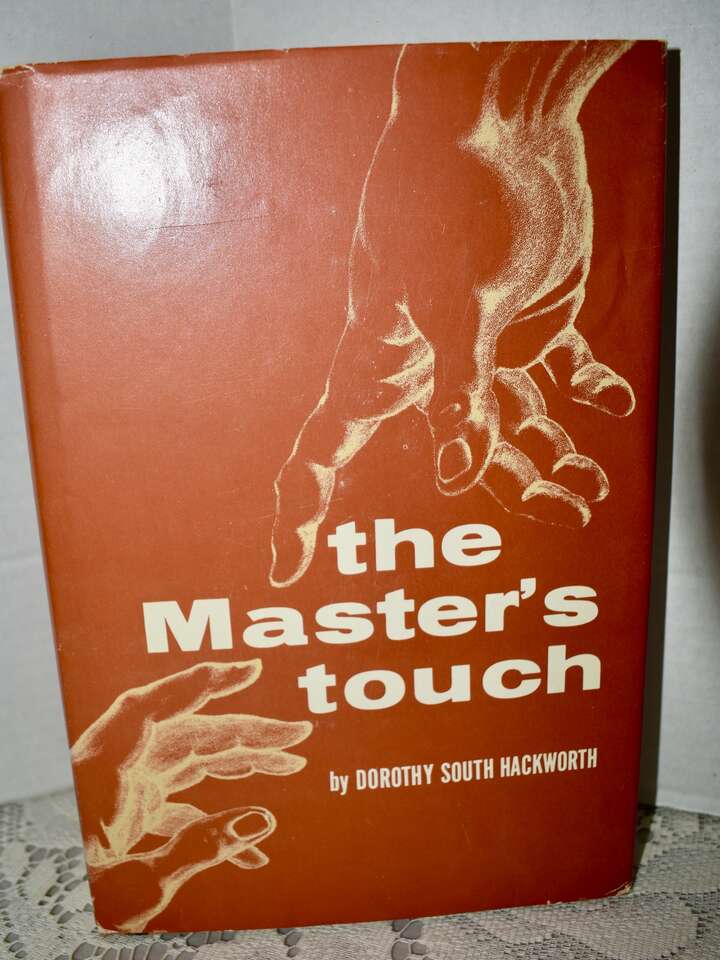 the
Master's
touch
by DOROTHY SOUTH HACKWORTH